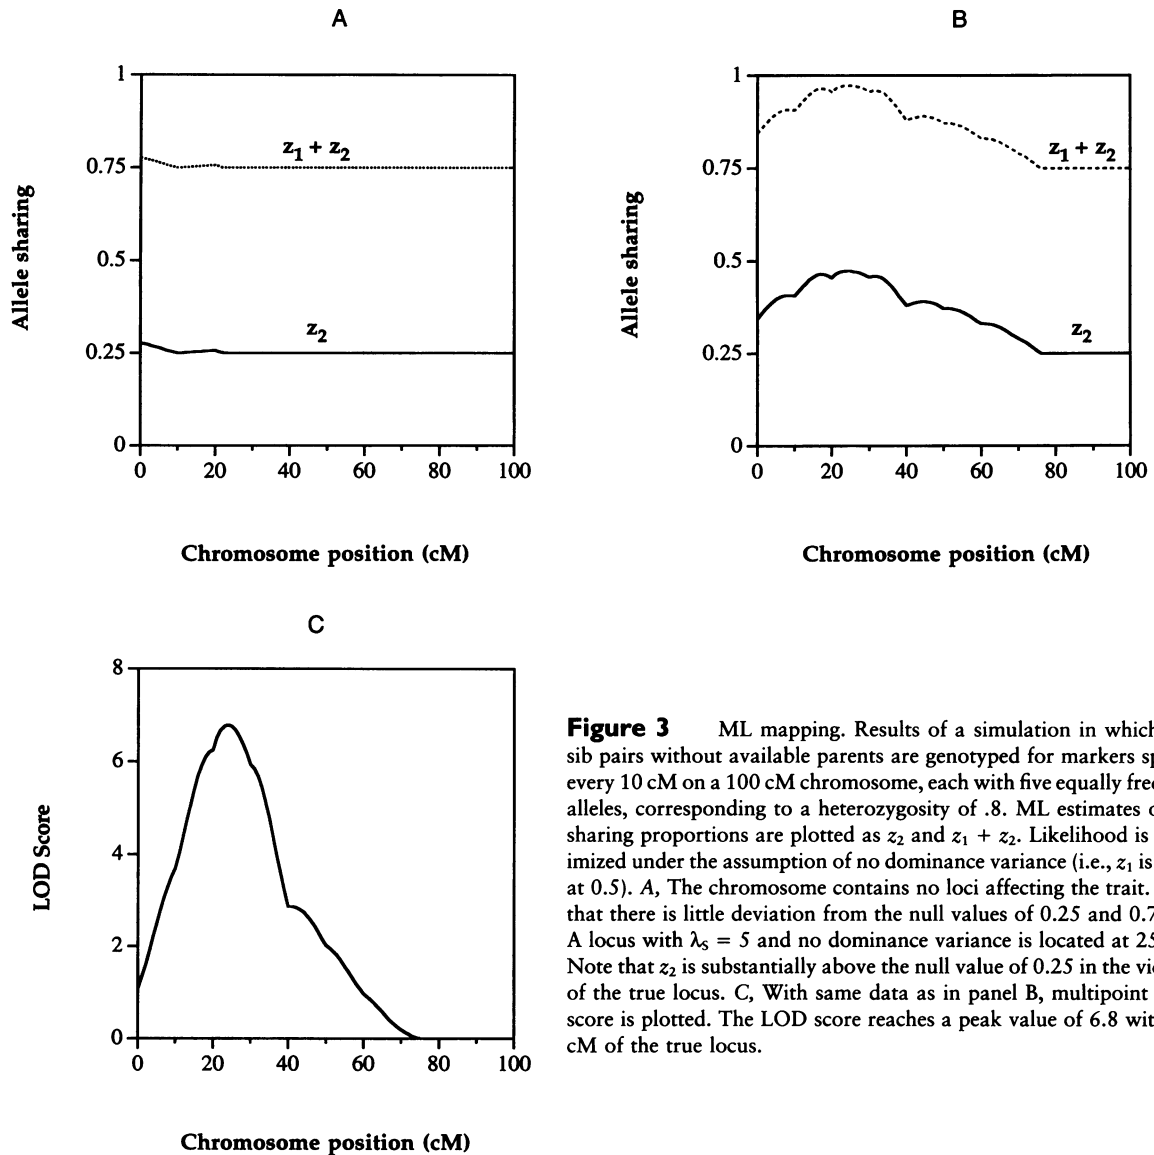 A
1
0.75
0.5
0.25
0
z₁ + z₂
z₂
Allele sharing
0 20 40 60 80 100
Chromosome position (cM)
B
1
0.75
0.5
0.25
0
z₁ + z₂
z₂
Allele sharing
0 20 40 60 80 100
Chromosome position (cM)
C
8
6
4
2
0
LOD Score
0 20 40 60 80 100
Chromosome position (cM)
Figure 3 ML mapping. Results of a simulation in which
sib pairs without available parents are genotyped for markers
every 10 cM on a 100 cM chromosome, each with five equally
alleles, corresponding to a heterozygosity of .8. ML estimates
sharing proportions are plotted as z₂ and z₁ + z₂. Likelihood is
imized under the assumption of no dominance variance (i.e., z₁ is
at 0.5). A, The chromosome contains no loci affecting the trait.
that there is little deviation from the null values of 0.25 and
A locus with λS = 5 and no dominance variance is located at
Note that z₂ is substantially above the null value of 0.25 in the
of the true locus. C, With same data as in panel B, multipoint
score is plotted. The LOD score reaches a peak value of 6.8
cM of the true locus.